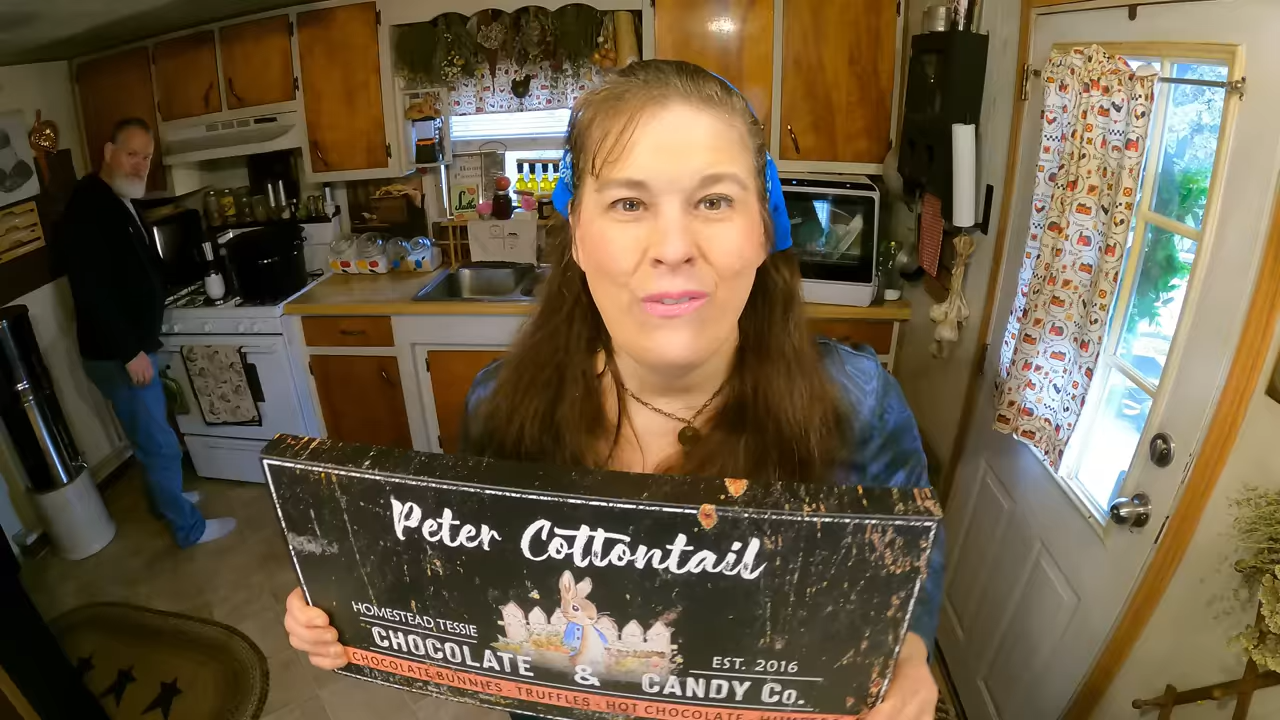 Peter Cottontail
HOMESTEAD TESSIE
CHOCOLATE & CANDY Co.
EST. 2016
CHOCOLATE BUNNIES - TRUFFLES - HOT CHOCOLATE -